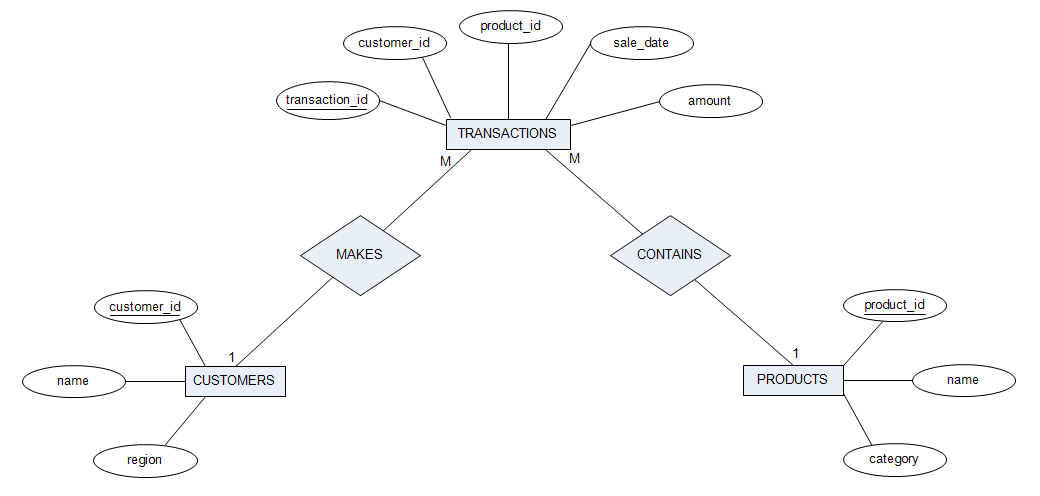 product_id
customer_id
sale_date
transaction_id
amount
TRANSACTIONS
M
M
MAKES
CONTAINS
customer_id
product_id
1
1
name
CUSTOMERS
PRODUCTS
name
region
category